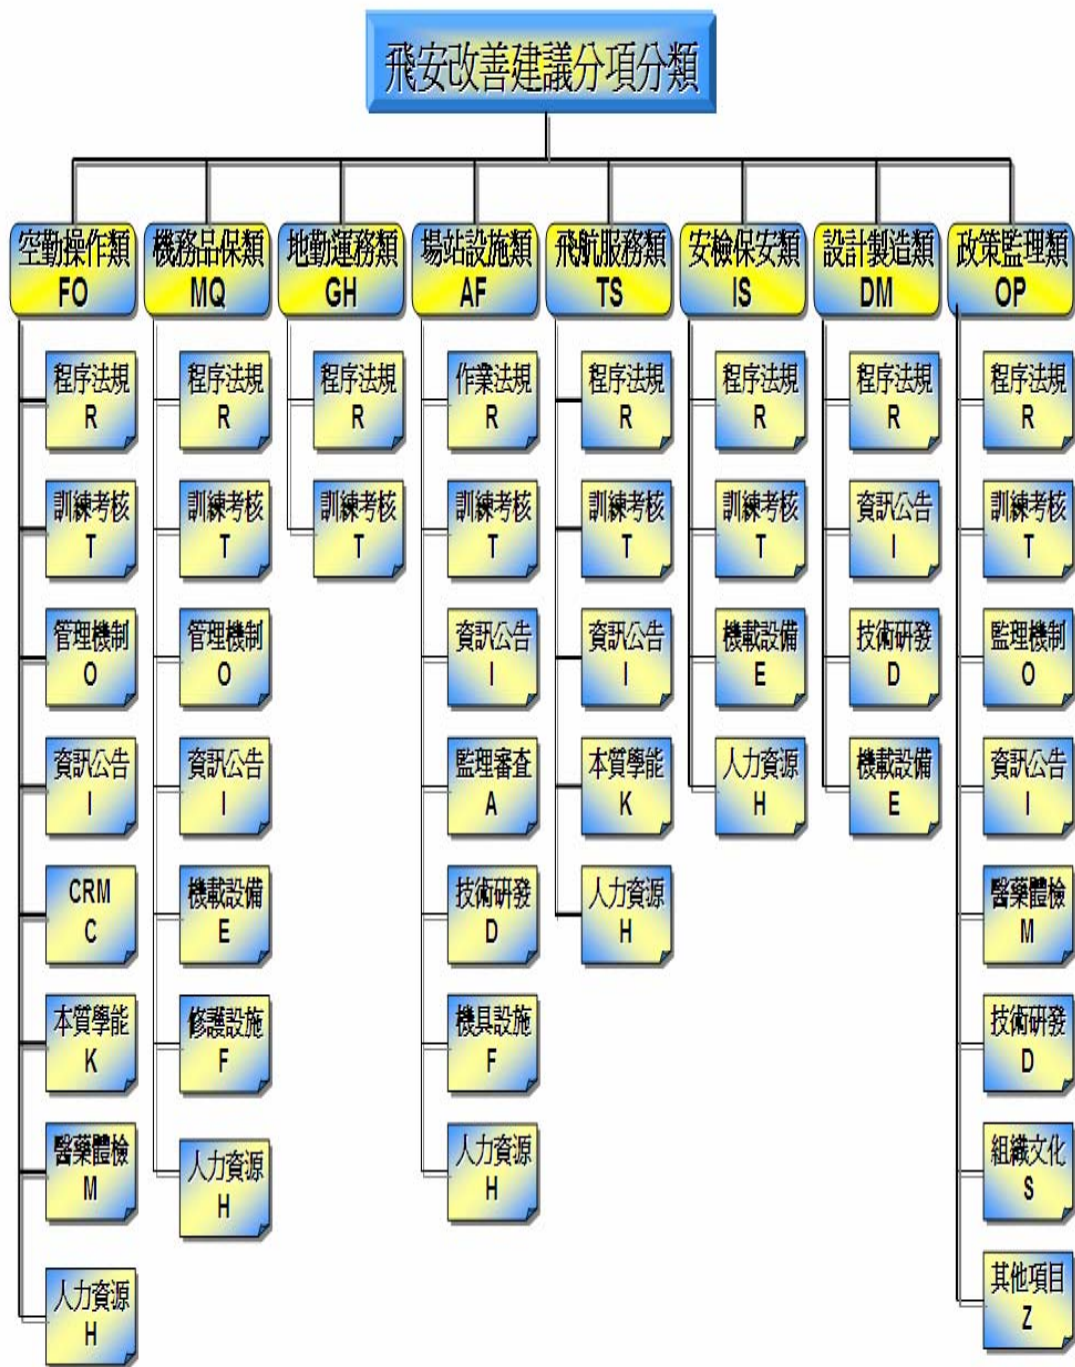 飛安改善建議分項分類
空勤操作類
FO
程序法規
R
訓練考核
T
管理機制
O
資訊公告
I
CRM
C
本質學能
K
醫藥體檢
M
人力資源
H
機務品保類
MQ
程序法規
R
訓練考核
T
管理機制
O
資訊公告
I
機載設備
E
修護設施
F
人力資源
H
地勤運務類
GH
程序法規
R
訓練考核
T
場站設施類
AF
作業法規
R
訓練考核
T
資訊公告
I
監理審查
A
技術研發
D
機具設施
F
人力資源
H
飛航服務類
TS
程序法規
R
訓練考核
T
資訊公告
I
本質學能
K
人力資源
H
安檢保安類
IS
程序法規
R
訓練考核
T
機載設備
E
人力資源
H
設計製造類
DM
程序法規
R
資訊公告
I
技術研發
D
機載設備
E
政策監理類
OP
程序法規
R
訓練考核
T
監理機制
O
資訊公告
I
醫藥體檢
M
技術研發
D
組織文化
S
其他項目
Z